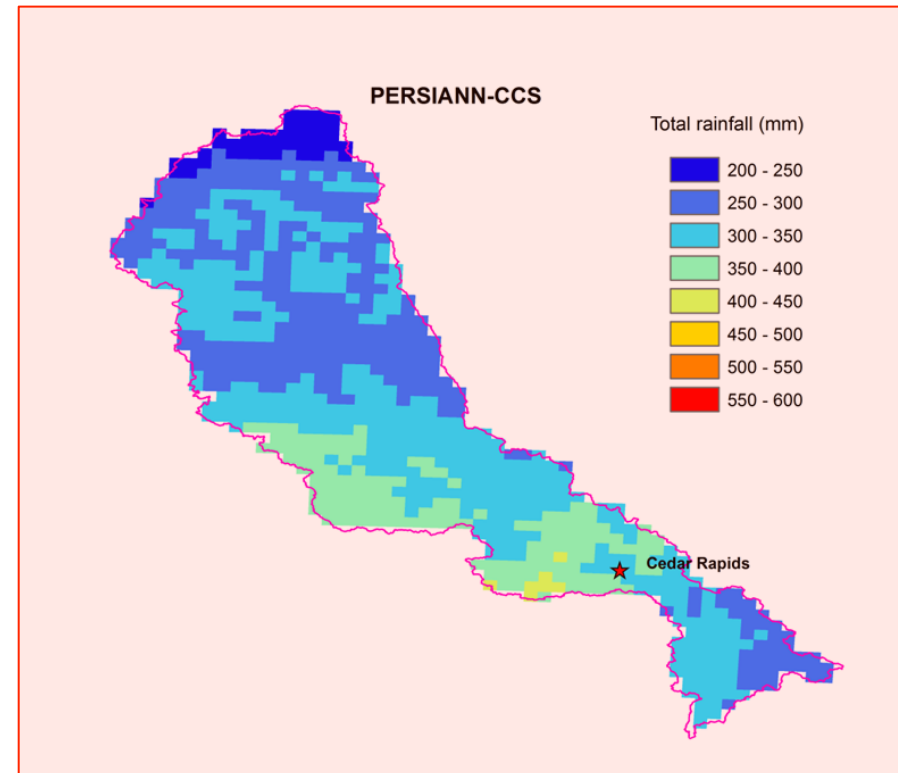 PERSIANN-CCS
Total rainfall (mm)
200 - 250
250 - 300
300 - 350
350 - 400
400 - 450
450 - 500
500 - 550
550 - 600
Cedar Rapids